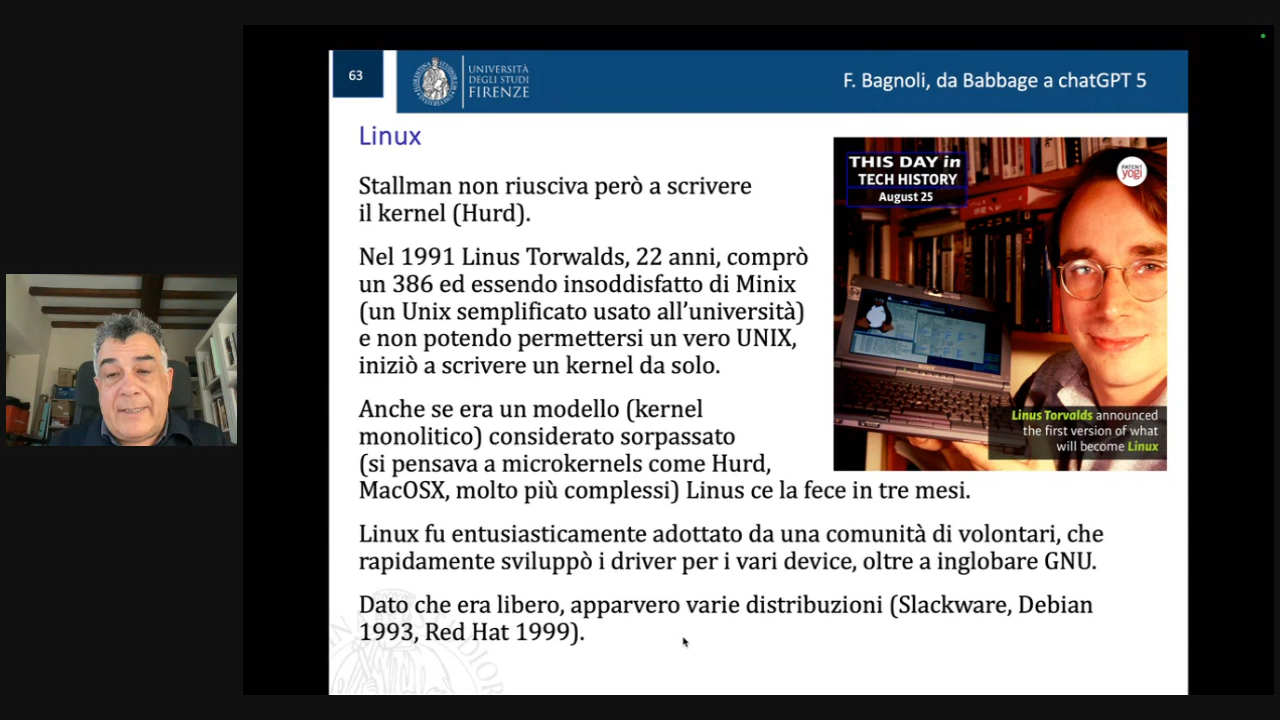 63
UNIVERSITÀ
DEGLI STUDI
FIRENZE
F. Bagnoli, da Babbage a chatGPT 5
Linux
Stallman non riusciva però a scrivere
il kernel (Hurd).
Nel 1991 Linus Torwalds, 22 anni, comprò
un 386 ed essendo insoddisfatto di Minix
(un Unix semplificato usato all’università)
e non potendo permettersi un vero UNIX,
iniziò a scrivere un kernel da solo.
Anche se era un modello (kernel
monolitico) considerato sorpassato
(si pensava a microkernels come Hurd,
MacOSX, molto più complessi) Linus ce la fece in tre mesi.
Linux fu entusiasticamente adottato da una comunità di volontari, che
rapidamente sviluppò i driver per i vari device, oltre a inglobare GNU.
Dato che era libero, apparvero varie distribuzioni (Slackware, Debian
1993, Red Hat 1999).
THIS DAY in
TECH HISTORY
August 25
PATENT
yogi
SONY
Linus Torvalds announced
the first version of what
will become Linux